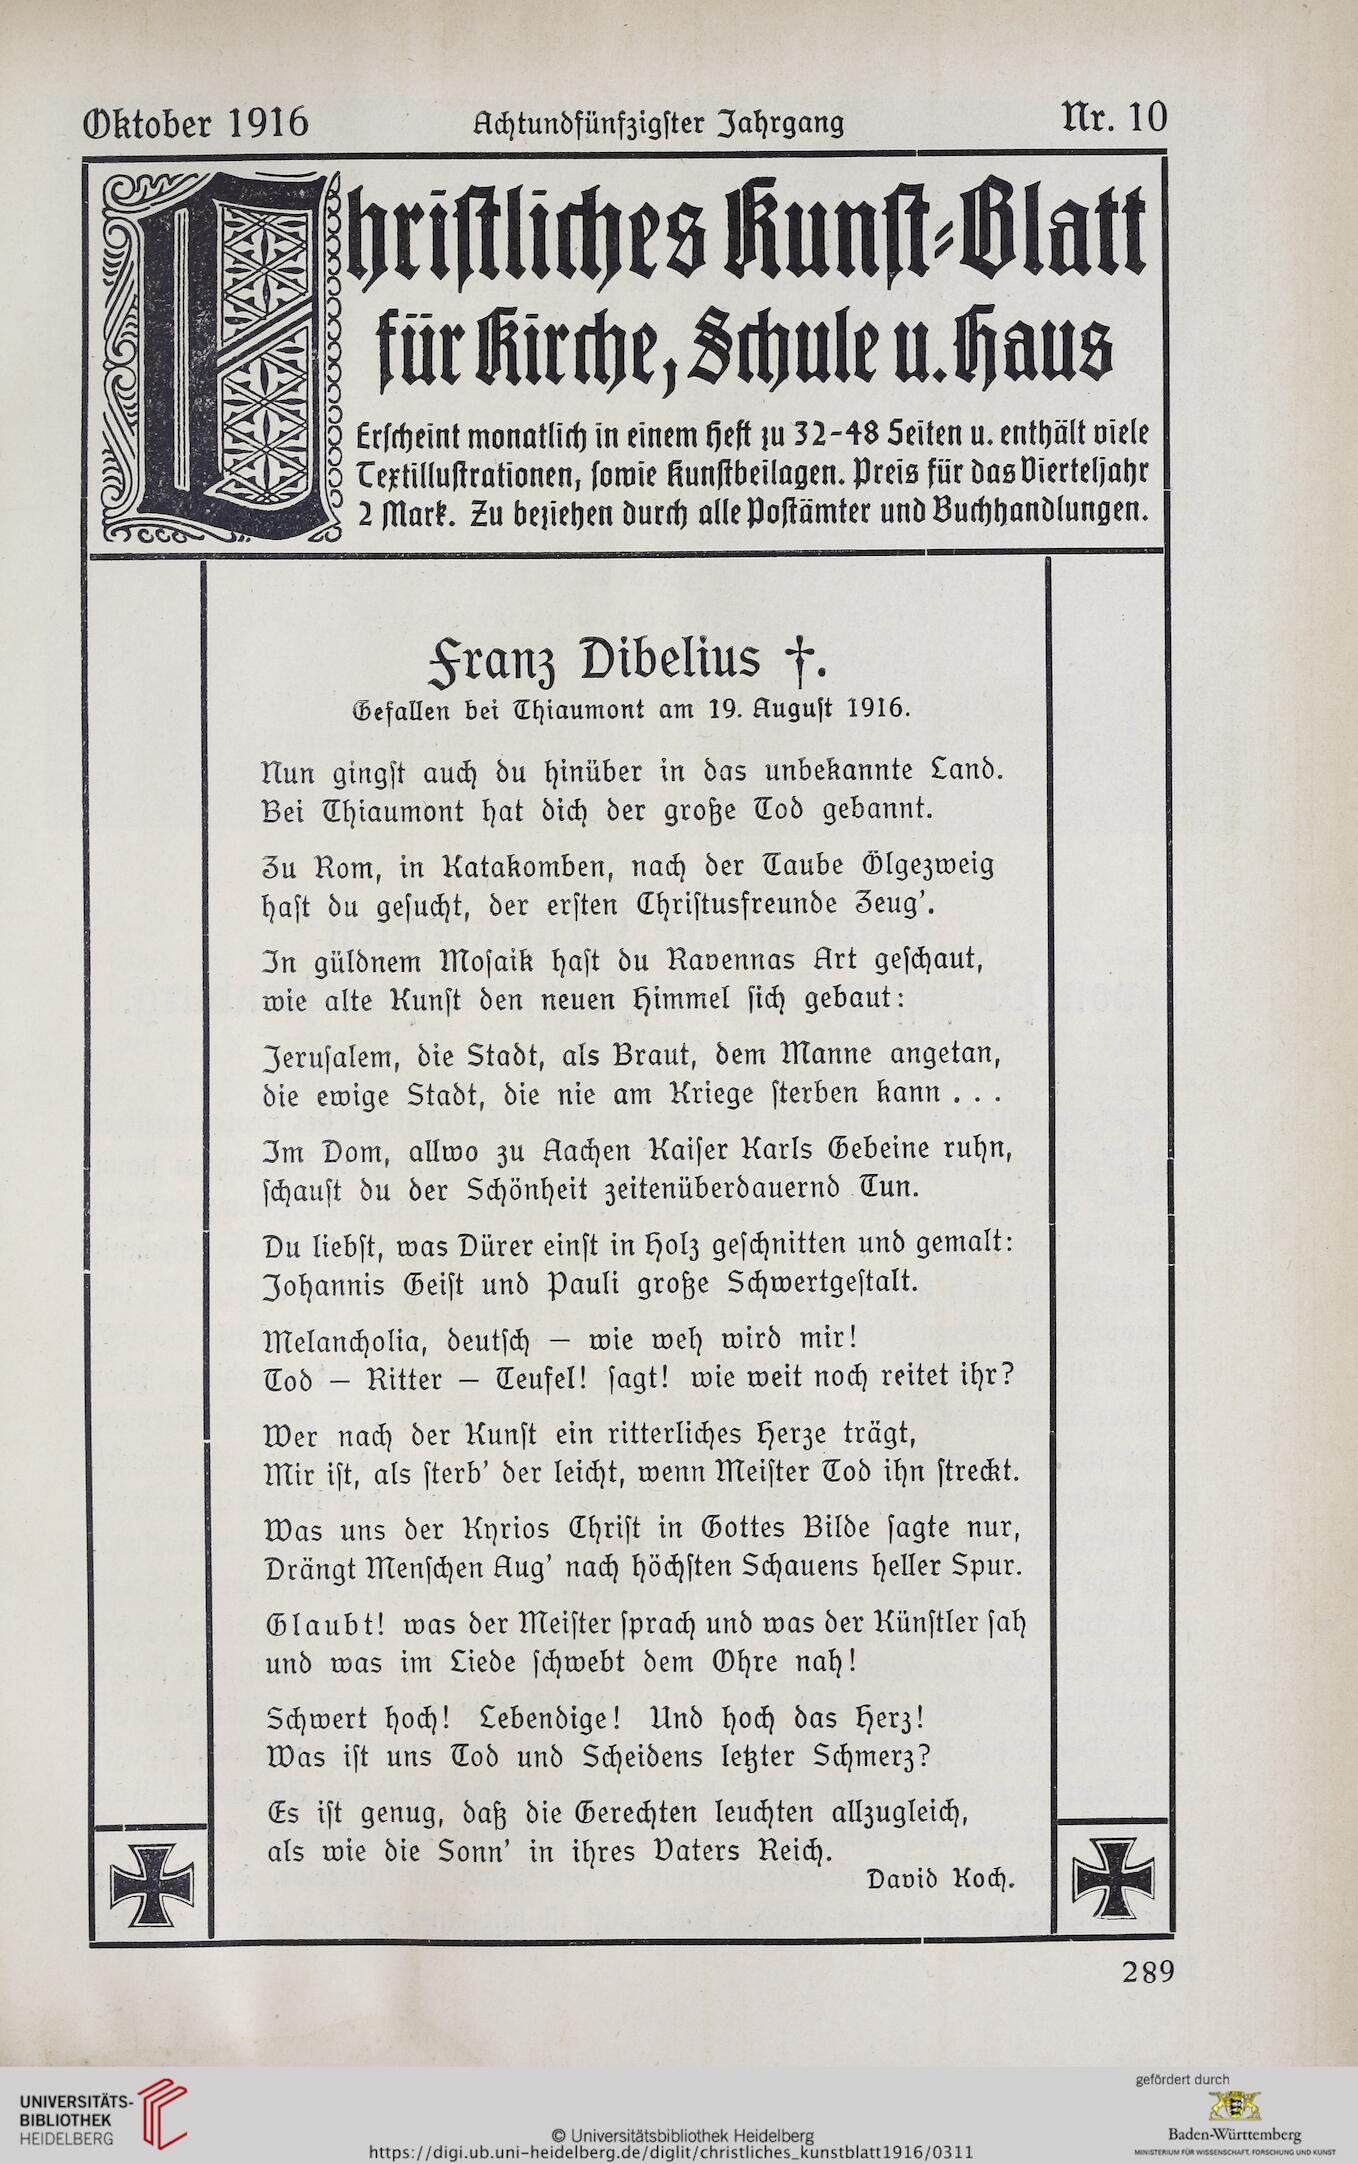 Oktober 1916 Achtundfünfzigster Jahrgang Nr. 10
Christliches Kunst-Blatt
für Kirche, Schule u. Haus
Erscheint monatlich in einem Heft zu 32-48 Seiten u. enthält viele
Textillustrationen, sowie Kunstbeilagen. Preis für das Vierteljahr
2 Mark. Zu beziehen durch alle Postämter und Buchhandlungen.
Franz Dibelius †.
Gefallen bei Thiaumont am 19. August 1916.
Nun gingst auch du hinüber in das unbekannte Land.
Bei Thiaumont hat dich der große Tod gebannt.
Zu Rom, in Katakomben, nach der Taube Ölgezweig
hast du gesucht, der ersten Christusfreunde Zeug'.
In güldnem Mosaik hast du Ravennas Art geschaut,
wie alte Kunst den neuen Himmel sich gebaut:
Jerusalem, die Stadt, als Braut, dem Manne angetan,
die ewige Stadt, die nie am Kriege sterben kann . . .
Im Dom, allwo zu Aachen Kaiser Karls Gebeine ruhn,
schaust du der Schönheit zeitenüberdauernd Tun.
Du liebst, was Dürer einst in Holz geschnitten und gemalt:
Johannis Geist und Pauli große Schwertgestalt.
Melancholia, deutsch — wie weh wird mir!
Tod — Ritter — Teufel! sagt! wie weit noch reitet ihr?
Wer nach der Kunst ein ritterliches Herze trägt,
Mir ist, als sterb' der leicht, wenn Meister Tod ihn streckt.
Was uns der Kyrios Christ in Gottes Bilde sagte nur,
Drängt Menschen Aug' nach höchsten Schauens heller Spur.
Glaubt! was der Meister sprach und was der Künstler sah
und was im Liede schwebt dem Ohre nah!
Schwert hoch! Lebendige! Und hoch das Herz!
Was ist uns Tod und Scheidens letzter Schmerz?
Es ist genug, daß die Gerechten leuchten allzugleich,
als wie die Sonn' in ihres Vaters Reich.
David Koch.
289
UNIVERSITÄTS-
BIBLIOTHEK
HEIDELBERG
© Universitätsbibliothek Heidelberg
https://digi.ub.uni-heidelberg.de/diglit/christliches_kunstblatt1916/0311
gefördert durch
Baden-Württemberg
MINISTERIUM FÜR WISSENSCHAFT, FORSCHUNG UND KUNST